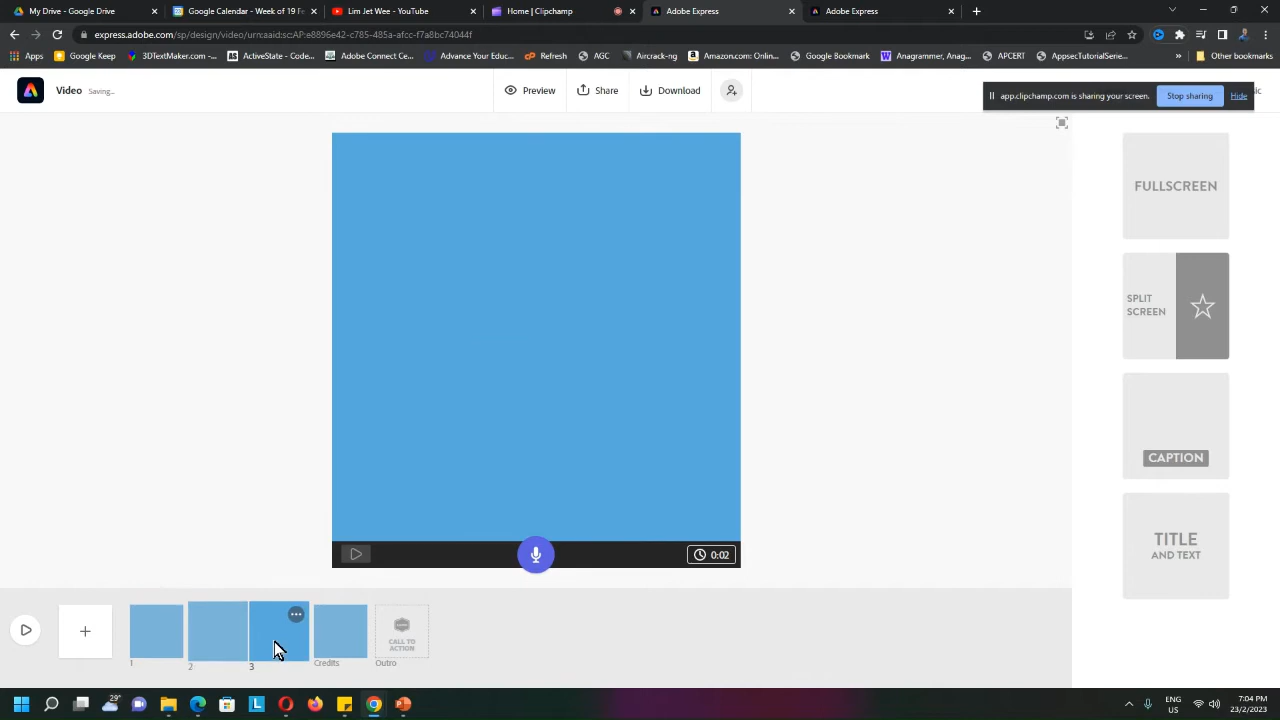 My Drive - Google Drive
Google Calendar - Week of 19 Fe
Lim Jet Wee - YouTube
Home | Clipchamp
Adobe Express
Adobe Express
express.adobe.com/sp/design/video/urn:aaid:sc:AP:e8896e42-c785-485a-afcc-f7a8bc74044f
Apps
Google Keep
3DTextMaker.com -...
ActiveState - Code...
Adobe Connect Ce...
Advance Your Educ...
Refresh
AGC
Aircrack-ng
Amazon.com: Onlin...
Google Bookmark
Anagrammer, Anag...
APCERT
AppsecTutorialSerie...
»
Other bookmarks
Video
Saving...
Preview
Share
Download
app.clipchamp.com is sharing your screen.
Stop sharing
Hide
ic
FULLSCREEN
SPLIT
SCREEN
CAPTION
TITLE
AND TEXT
0:02
1
2
3
Credits
CALL TO
ACTION
Outro
29°
ENG
US
7:04 PM
23/2/2023